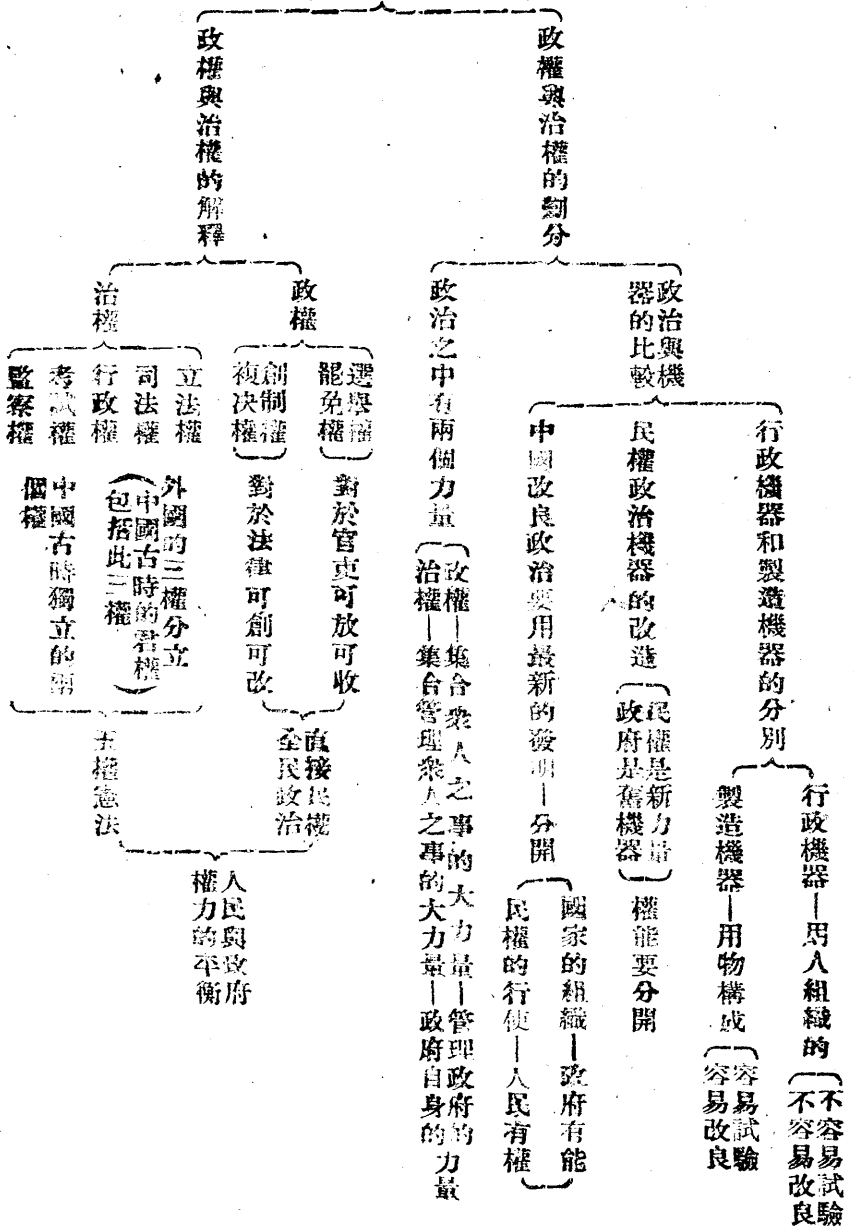 政權與治權的劃分
政治與機
器的比較
行政機器和製造機器的分別
行政機器—用人組織的
不容易試驗
不容易改良
製造機器—用物構成
容易試驗
容易改良
民權政治機器的改造
民權是新力量
政府是舊機器
權能要分開
中國改良政治要用最新的發明—分開
國家的組織—政府有能
民權的行使—人民有權
政治之中有兩個力量
政權—集合衆人之事的大力量—管理政府的力量
治權—集合管理衆人之事的大力量—政府自身的力量
政權與治權的解釋
政權
選舉權
罷免權
對於官吏可放可收
創制權
複决權
對於法律可創可改
直接民權
全民政治
治權
立法權
司法權
行政權
考試權
監察權
外國的三權分立
(中國古時的君權
包括此三權)
中國古時獨立的兩
個權
五權憲法
人民與政府
權力的平衡